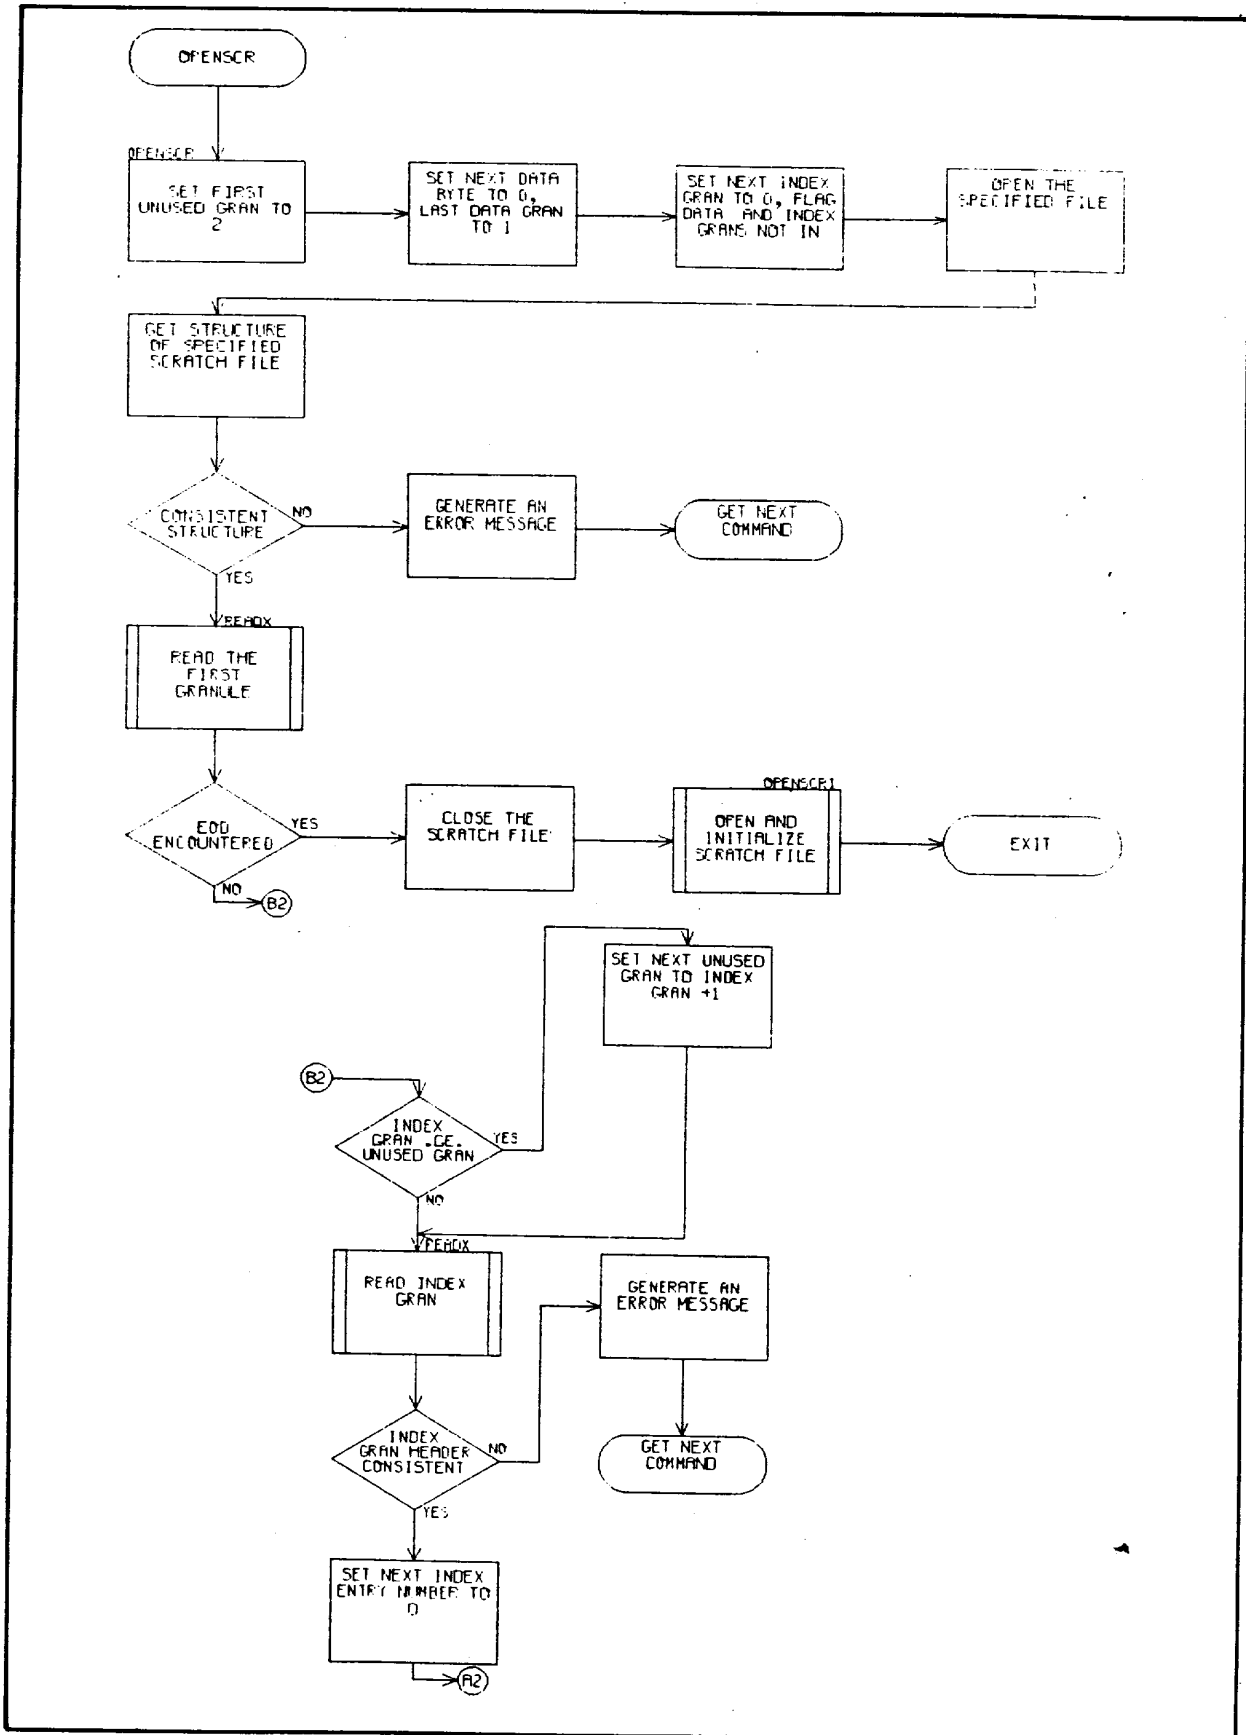 OPENSCR
OPENSCR
SET FIRST
UNUSED GRAN TO
2
SET NEXT DATA
BYTE TO 0,
LAST DATA GRAN
TO 1
SET NEXT INDEX
GRAN TO 0, FLAG
DATA AND INDEX
GRANS NOT IN
OPEN THE
SPECIFIED FILE
GET STRUCTURE
OF SPECIFIED
SCRATCH FILE
CONSISTENT
STRUCTURE
NO
YES
GENERATE AN
ERROR MESSAGE
GET NEXT
COMMAND
READX
READ THE
FIRST
GRANULE
EOD
ENCOUNTERED
YES
NO
B2
CLOSE THE
SCRATCH FILE
OPENSCRI
OPEN AND
INITIALIZE
SCRATCH FILE
EXIT
SET NEXT UNUSED
GRAN TO INDEX
GRAN +1
B2
INDEX
GRAN .GE.
UNUSED GRAN
YES
NO
READX
READ INDEX
GRAN
GENERATE AN
ERROR MESSAGE
INDEX
GRAN HEADER
CONSISTENT
NO
YES
GET NEXT
COMMAND
SET NEXT INDEX
ENTRY NUMBER TO
0
A2